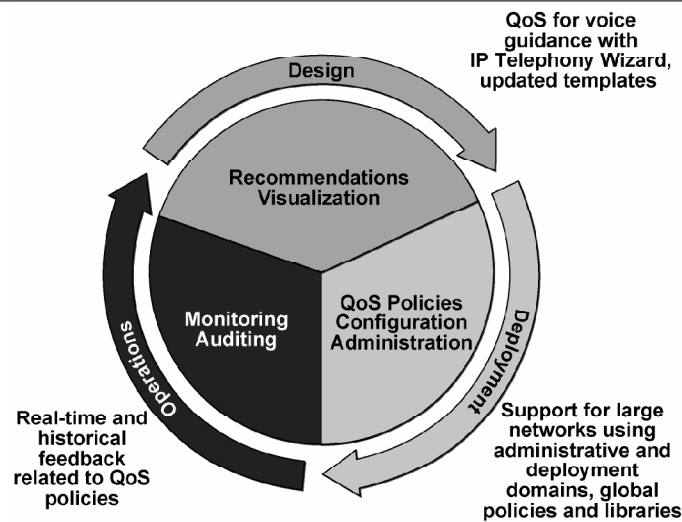 QoS for voice
guidance with
IP Telephony Wizard,
updated templates
Design
Recommendations
Visualization
QoS Policies
Configuration
Administration
Monitoring
Auditing
Deployment
Operations
Real-time and
historical
feedback
related to QoS
policies
Support for large
networks using
administrative and
deployment
domains, global
policies and libraries